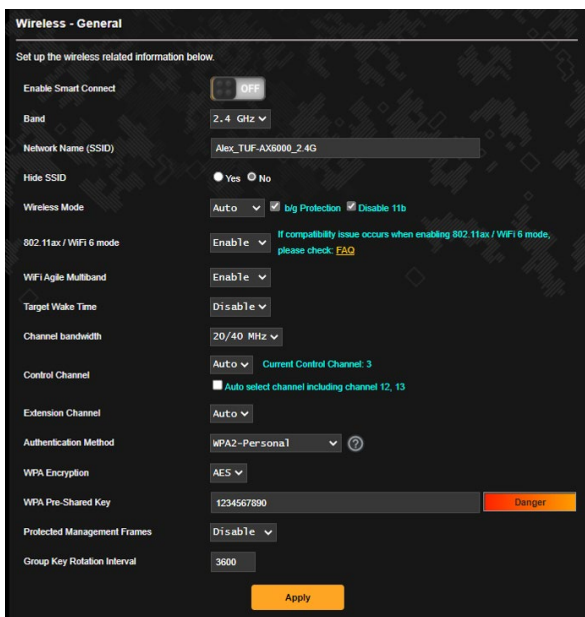 Wireless - General
Set up the wireless related information below.
Enable Smart Connect OFF
Band 2.4 GHz
Network Name (SSID) Alex_TUF-AX6000_2.4G
Hide SSID Yes No
Wireless Mode Auto b/g Protection Disable 11b
802.11ax / WiFi 6 mode Enable If compatibility issue occurs when enabling 802.11ax / WiFi 6 mode,
please check: FAQ
WiFi Agile Multiband Enable
Target Wake Time Disable
Channel bandwidth 20/40 MHz
Control Channel Auto Current Control Channel: 3
Auto select channel including channel 12, 13
Extension Channel Auto
Authentication Method WPA2-Personal ?
WPA Encryption AES
WPA Pre-Shared Key 1234567890 Danger
Protected Management Frames Disable
Group Key Rotation Interval 3600
Apply